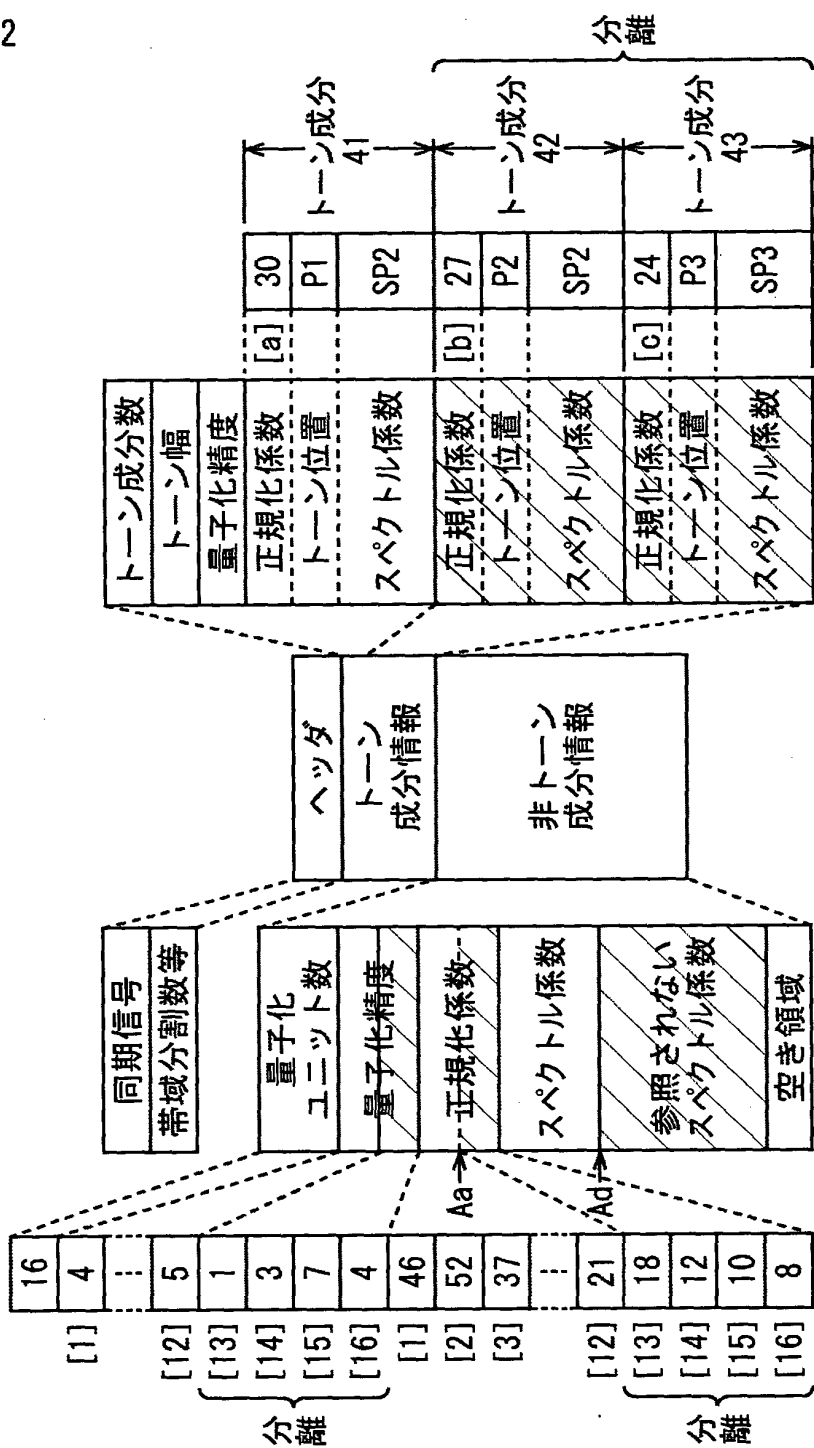 2
16
[1] 4
[12] 5
[13] 1
[14] 3
[15] 7
[16] 4
分離
[1] 46
[2] 52
[3] 37
[12] 21
[13] 18
[14] 12
[15] 10
[16] 8
分離
同期信号
帯域分割数等
量子化
ユニット数
量子化精度
正規化係数
スペクトル係数
参照されない
スペクトル係数
空き領域
Aa
Ad
ヘッダ
トーン
成分情報
非トーン
成分情報
トーン成分数
トーン幅
量子化精度
正規化係数
トーン位置
スペクトル係数
正規化係数
トーン位置
スペクトル係数
正規化係数
トーン位置
スペクトル係数
[a] 30
P1
SP2
[b] 27
P2
SP2
[c] 24
P3
SP3
トーン成分
41
トーン成分
42
トーン成分
43
分離